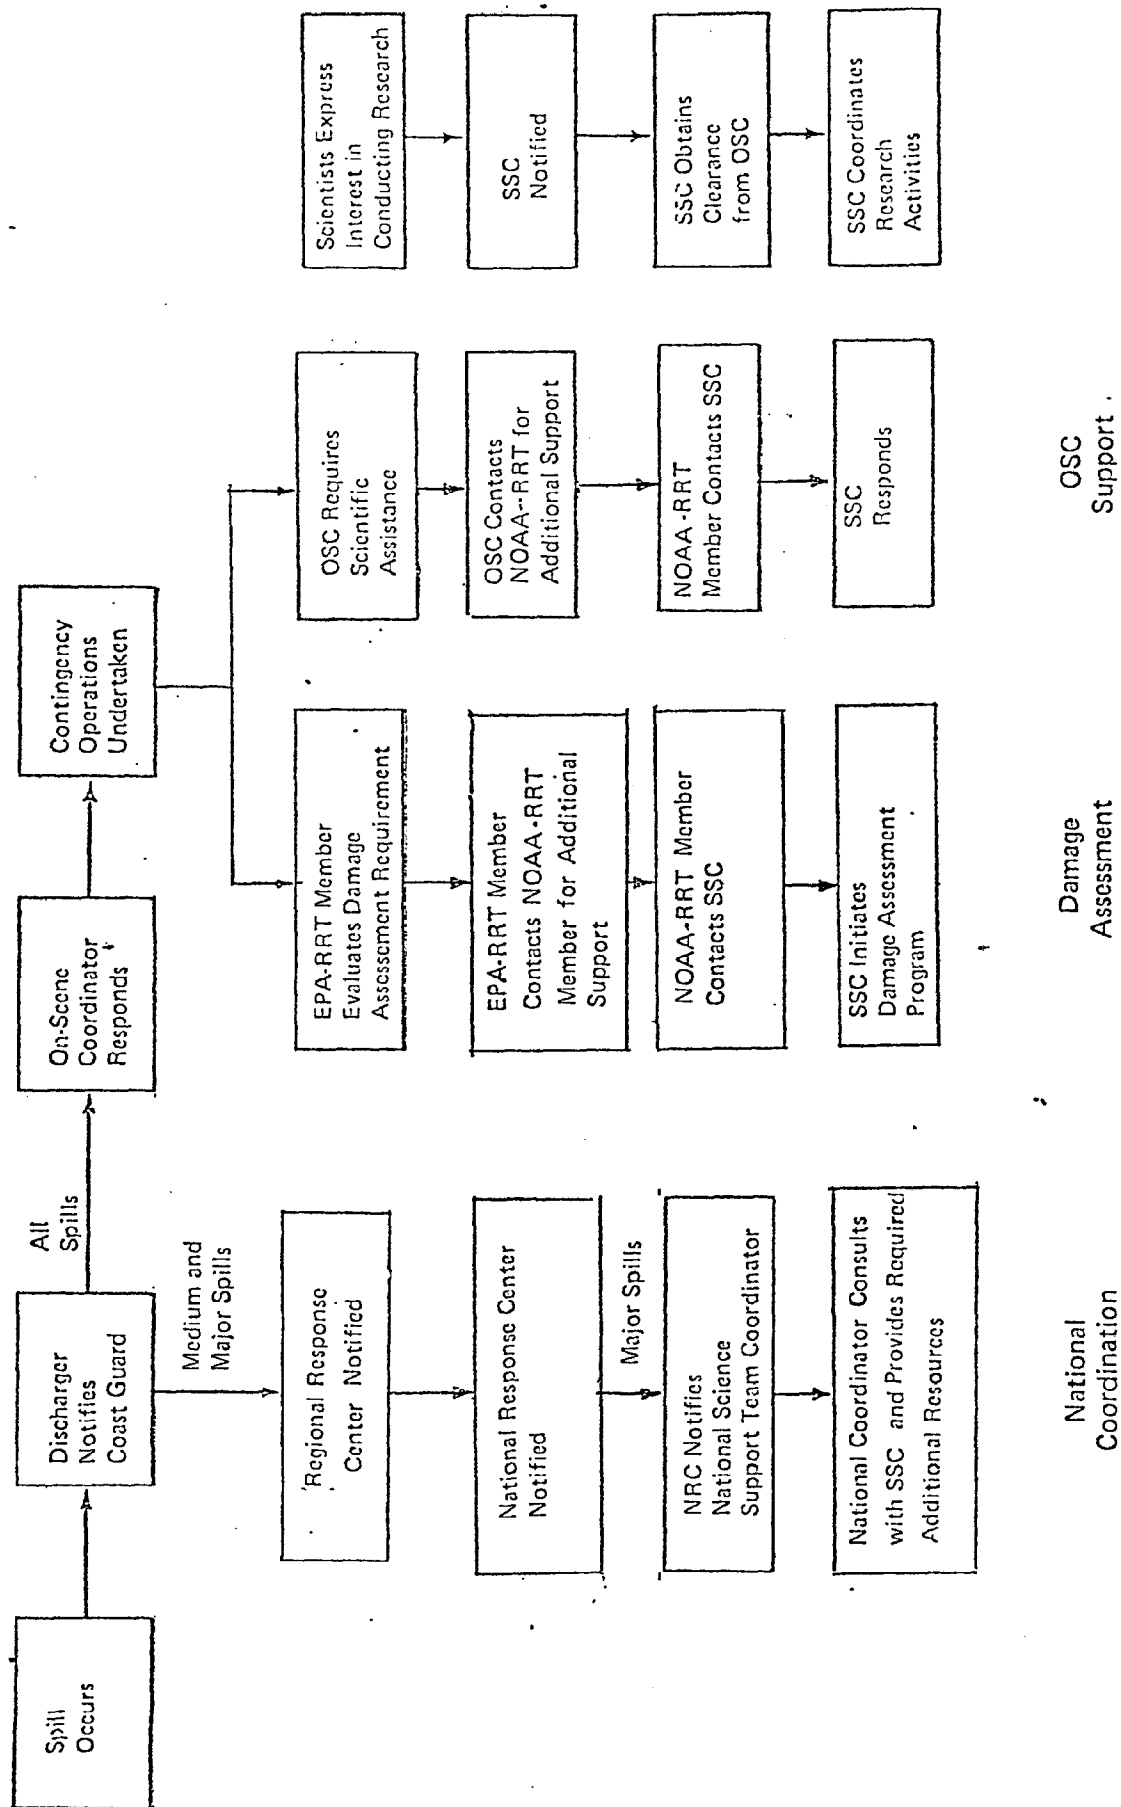 Spill
Occurs
Discharger
Notifies
Coast Guard
All
Spills
On-Scene
Coordinator
Responds
Contingency
Operations
Undertaken
Medium and
Major Spills
Regional Response
Center Notified
National Response Center
Notified
Major Spills
NRC Notifies
National Science
Support Team Coordinator
National Coordinator Consults
with SSC and Provides Required
Additional Resources
National
Coordination
EPA-RRT Member
Evaluates Damage
Assessment Requirement
EPA-RRT Member
Contacts NOAA-RRT
Member for Additional
Support
NOAA-RRT Member
Contacts SSC
SSC Initiates
Damage Assessment
Program
Damage
Assessment
OSC Requires
Scientific
Assistance
OSC Contacts
NOAA--RRT for
Additional Support
NOAA-RRT
Member Contacts SSC
SSC
Responds
OSC
Support
Scientists Express
Interest in
Conducting Research
SSC
Notified
SSC Obtains
Clearance
from OSC
SSC Coordinates
Research
Activities